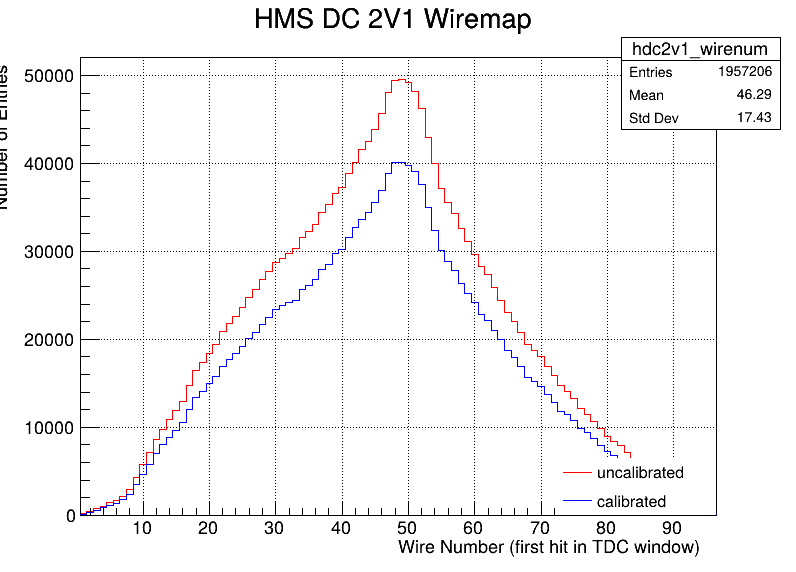 HMS DC 2V1 Wiremap
hdc2v1_wirenum
Entries 1957206
Mean 46.29
Std Dev 17.43
Number of Entries
50000
40000
30000
20000
10000
0
uncalibrated
calibrated
10 20 30 40 50 60 70 80 90
Wire Number (first hit in TDC window)